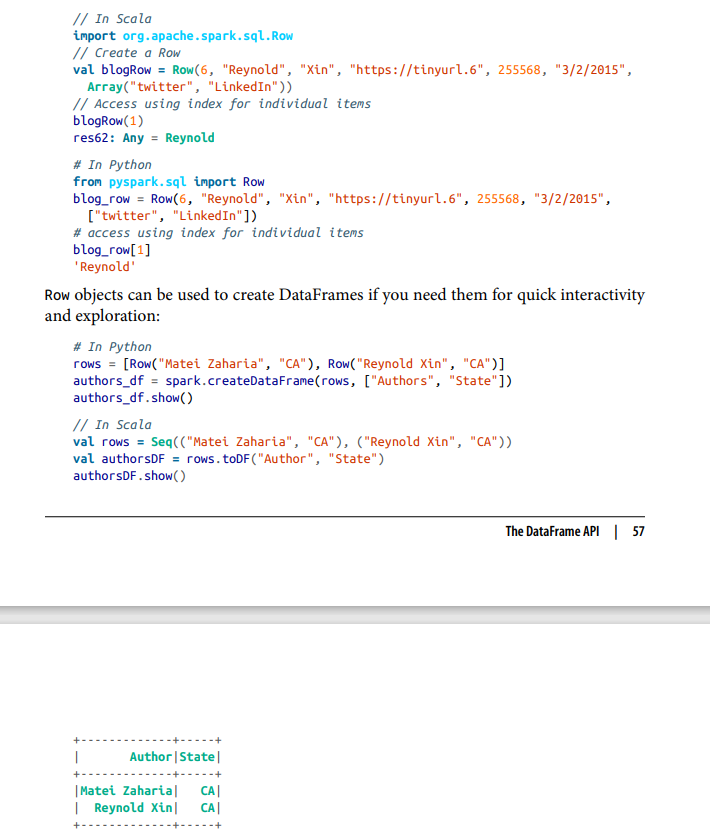 // In Scala
import org.apache.spark.sql.Row
// Create a Row
val blogRow = Row(6, "Reynold", "Xin", "https://tinyurl.6", 255568, "3/2/2015",
  Array("twitter", "LinkedIn"))
// Access using index for individual items
blogRow(1)
res62: Any = Reynold
# In Python
from pyspark.sql import Row
blog_row = Row(6, "Reynold", "Xin", "https://tinyurl.6", 255568, "3/2/2015",
  ["twitter", "LinkedIn"])
# access using index for individual items
blog_row[1]
'Reynold'
Row objects can be used to create DataFrames if you need them for quick interactivity
and exploration:
# In Python
rows = [Row("Matei Zaharia", "CA"), Row("Reynold Xin", "CA")]
authors_df = spark.createDataFrame(rows, ["Authors", "State"])
authors_df.show()
// In Scala
val rows = Seq(("Matei Zaharia", "CA"), ("Reynold Xin", "CA"))
val authorsDF = rows.toDF("Author", "State")
authorsDF.show()
The DataFrame API | 57
+-------------+-----+
|       Author|State|
+-------------+-----+
|Matei Zaharia|   CA|
|  Reynold Xin|   CA|
+-------------+-----+